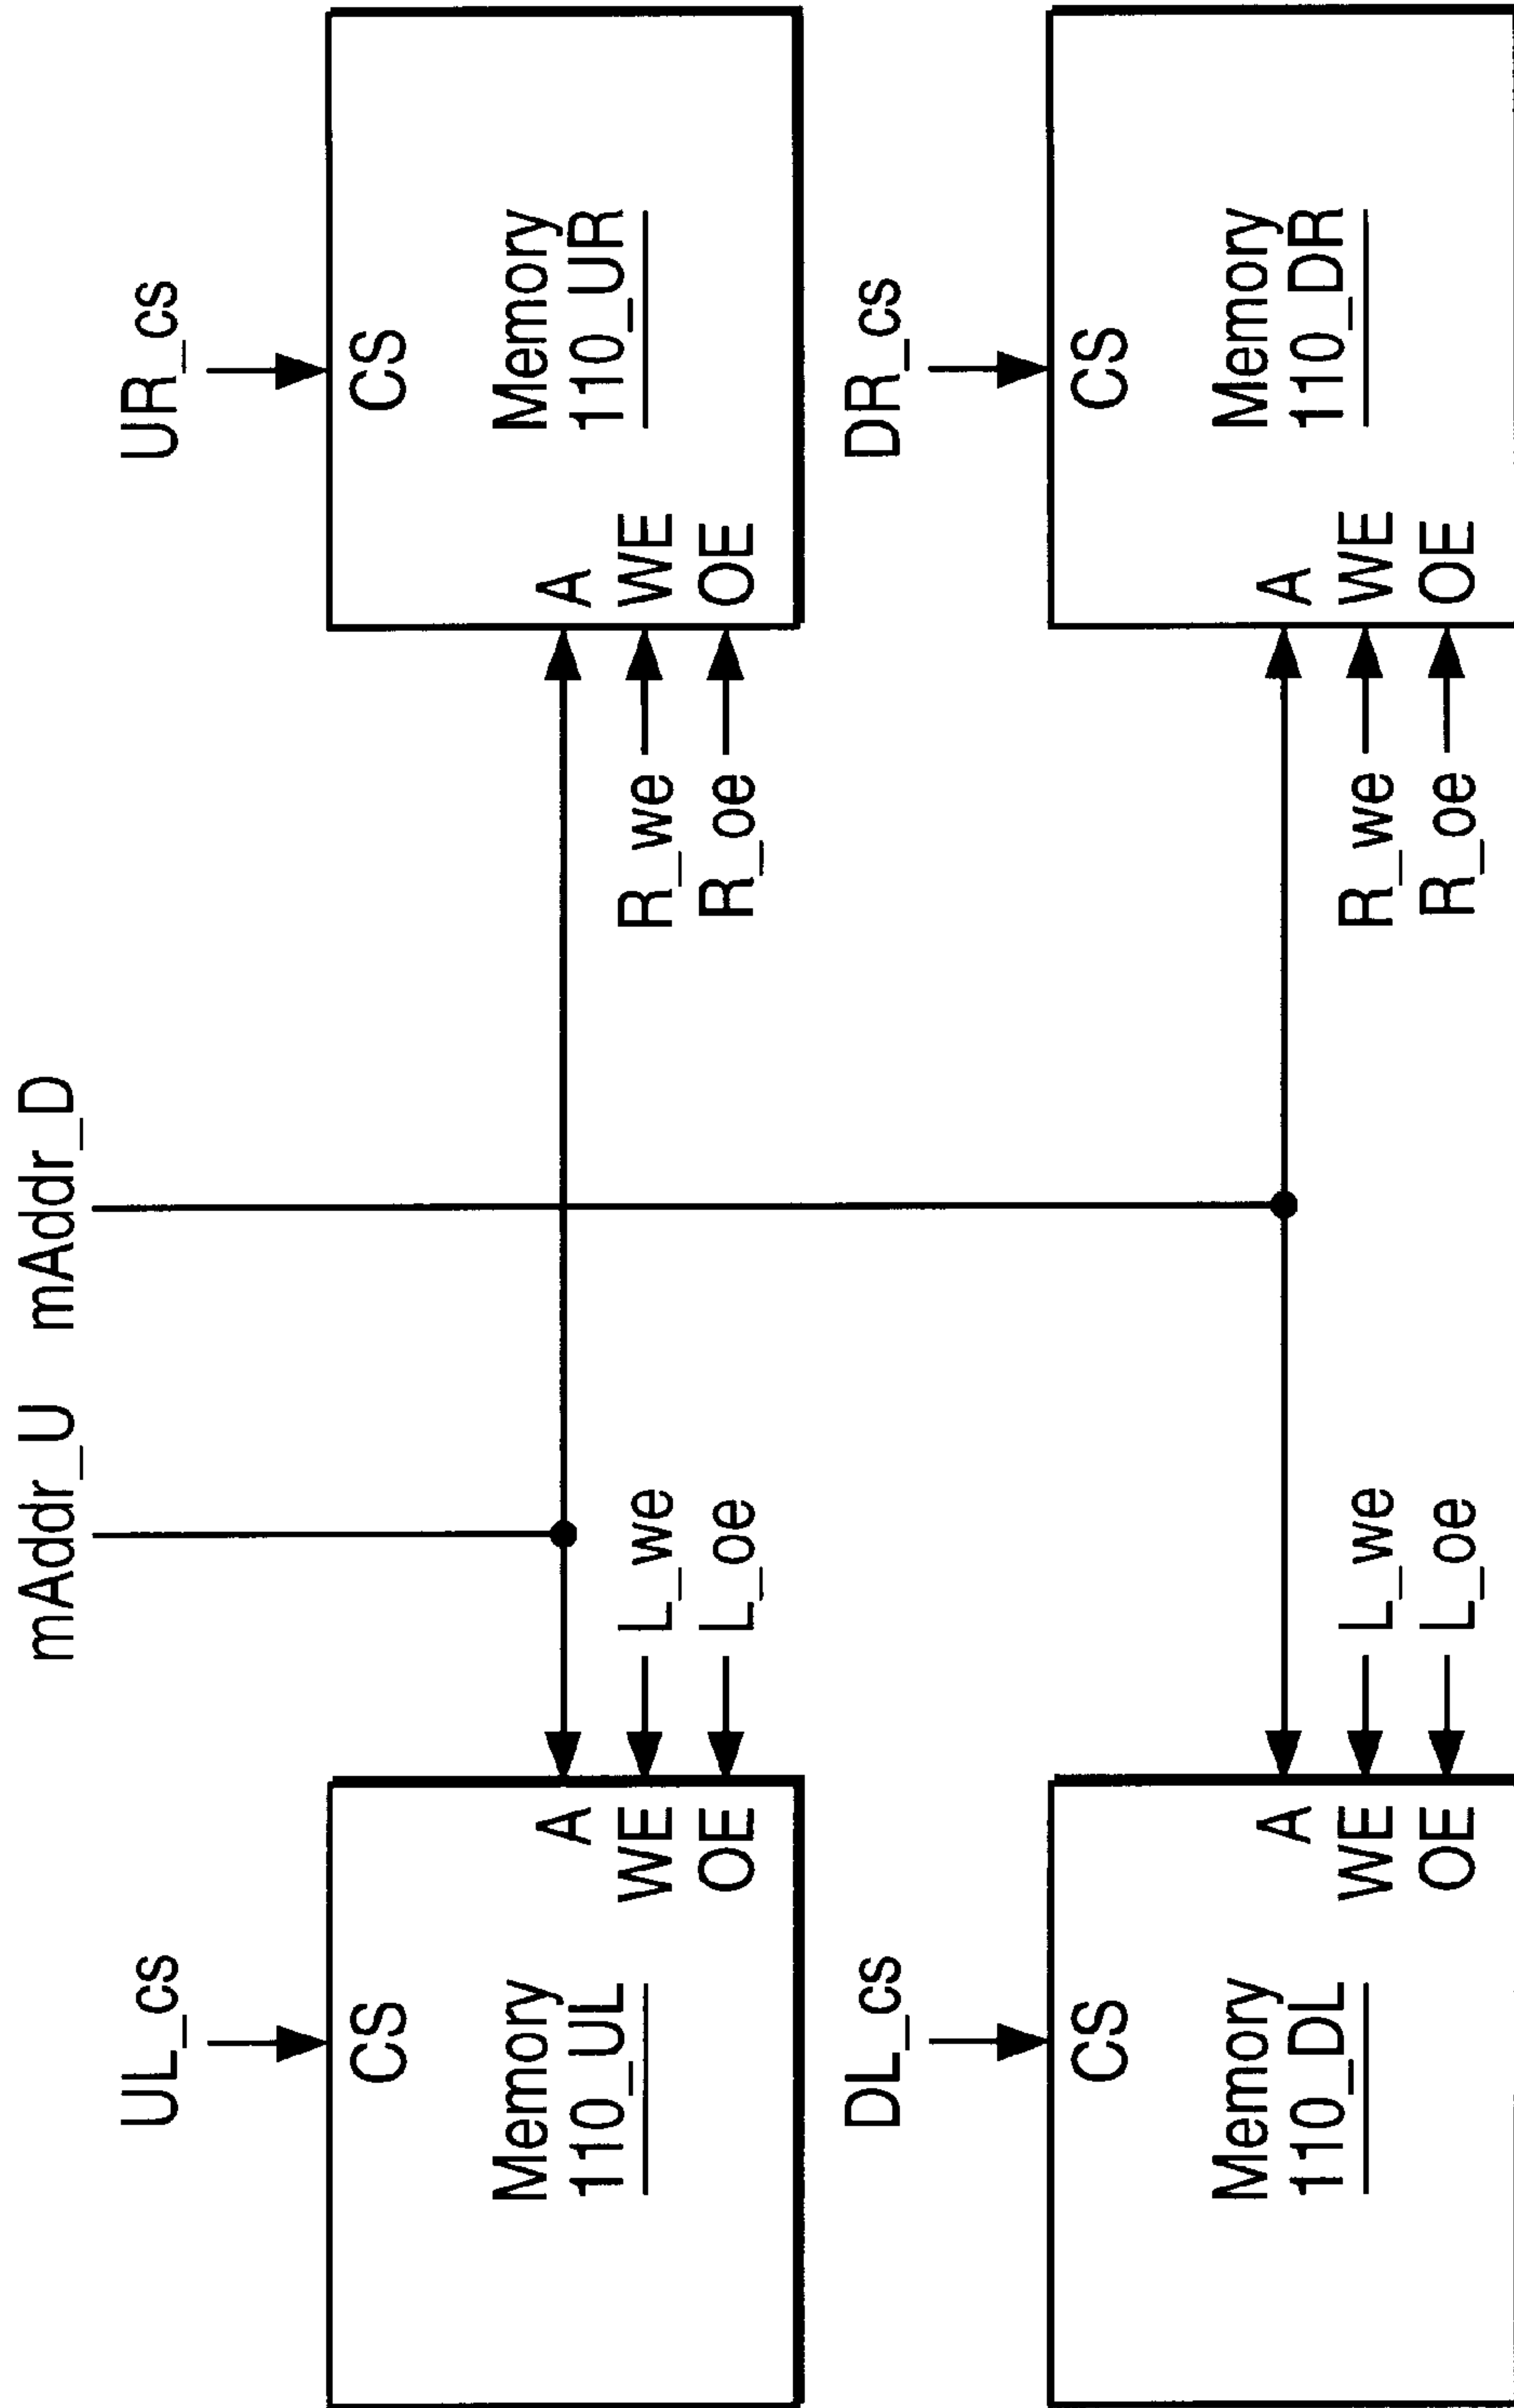 mAddr_U mAddr_D
UL_cs
UR_cs
CS
CS
Memory
110_UL
A
WE
OE
L_we
L_oe
R_we
R_oe
A
WE
OE
Memory
110_UR
DL_cs
DR_cs
CS
CS
Memory
110_DL
A
WE
OE
L_we
L_oe
R_we
R_oe
A
WE
OE
Memory
110_DR